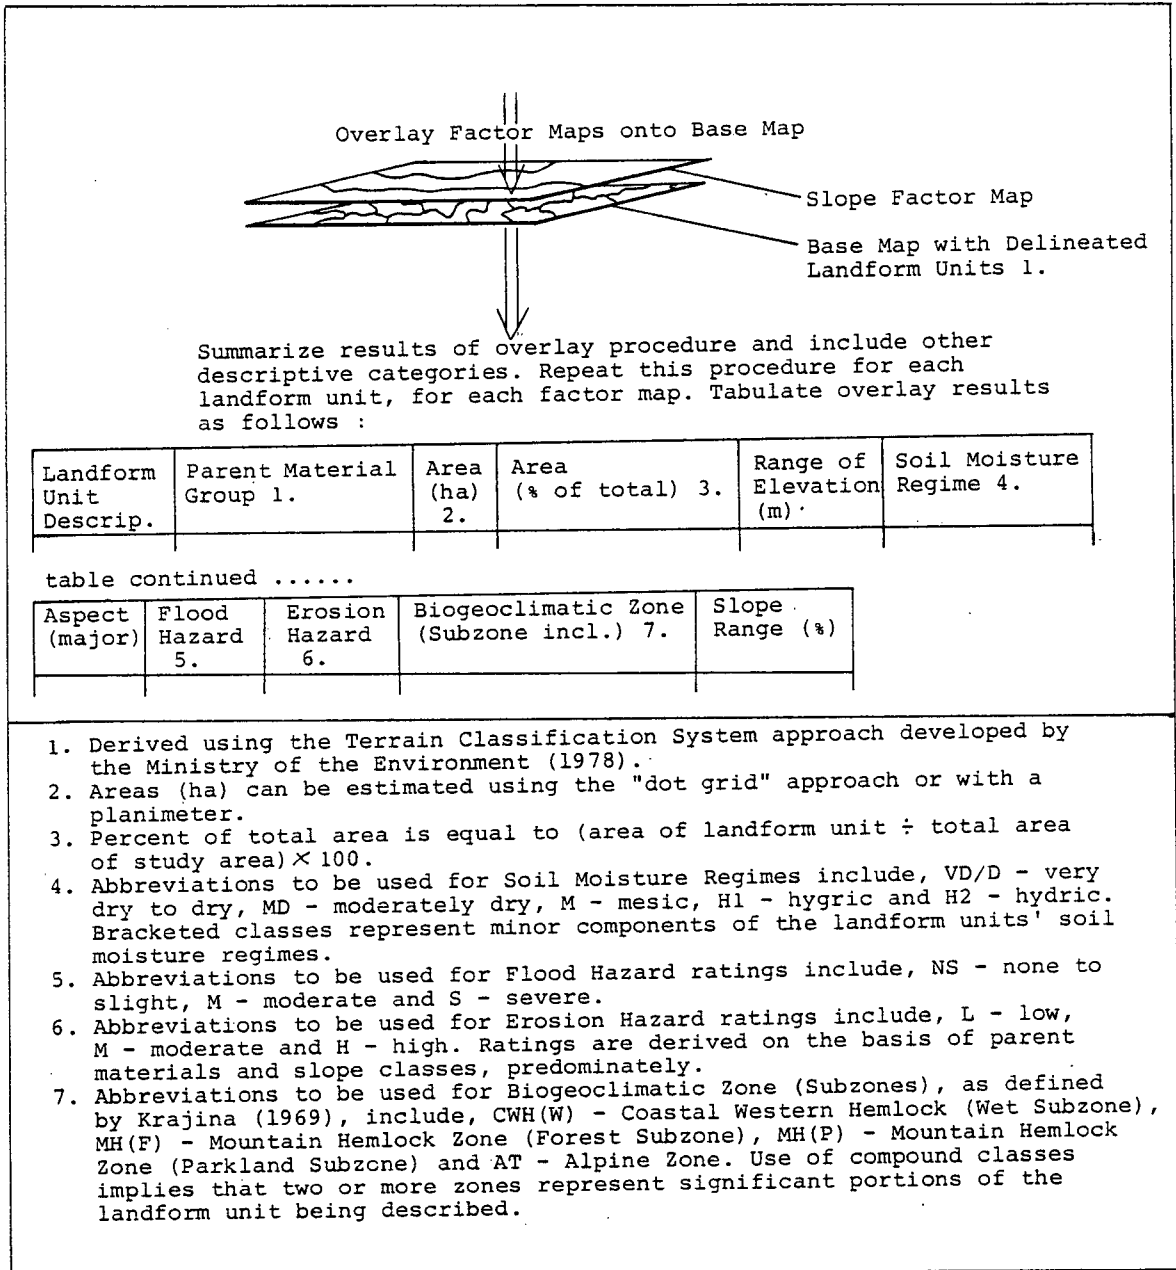 Overlay Factor Maps onto Base Map
Slope Factor Map
Base Map with Delineated
Landform Units 1.
Summarize results of overlay procedure and include other
descriptive categories. Repeat this procedure for each
landform unit, for each factor map. Tabulate overlay results
as follows :
Landform Unit Descrip.
Parent Material Group 1.
Area (ha) 2.
Area (% of total) 3.
Range of Elevation (m)
Soil Moisture Regime 4.
table continued ......
Aspect (major)
Flood Hazard 5.
Erosion Hazard 6.
Biogeoclimatic Zone (Subzone incl.) 7.
Slope Range (%)
1. Derived using the Terrain Classification System approach developed by
the Ministry of the Environment (1978).
2. Areas (ha) can be estimated using the "dot grid" approach or with a
planimeter.
3. Percent of total area is equal to (area of landform unit ÷ total area
of study area) × 100.
4. Abbreviations to be used for Soil Moisture Regimes include, VD/D - very
dry to dry, MD - moderately dry, M - mesic, H1 - hygric and H2 - hydric.
Bracketed classes represent minor components of the landform units' soil
moisture regimes.
5. Abbreviations to be used for Flood Hazard ratings include, NS - none to
slight, M - moderate and S - severe.
6. Abbreviations to be used for Erosion Hazard ratings include, L - low,
M - moderate and H - high. Ratings are derived on the basis of parent
materials and slope classes, predominately.
7. Abbreviations to be used for Biogeoclimatic Zone (Subzones), as defined
by Krajina (1969), include, CWH(W) - Coastal Western Hemlock (Wet Subzone),
MH(F) - Mountain Hemlock Zone (Forest Subzone), MH(P) - Mountain Hemlock
Zone (Parkland Subzone) and AT - Alpine Zone. Use of compound classes
implies that two or more zones represent significant portions of the
landform unit being described.